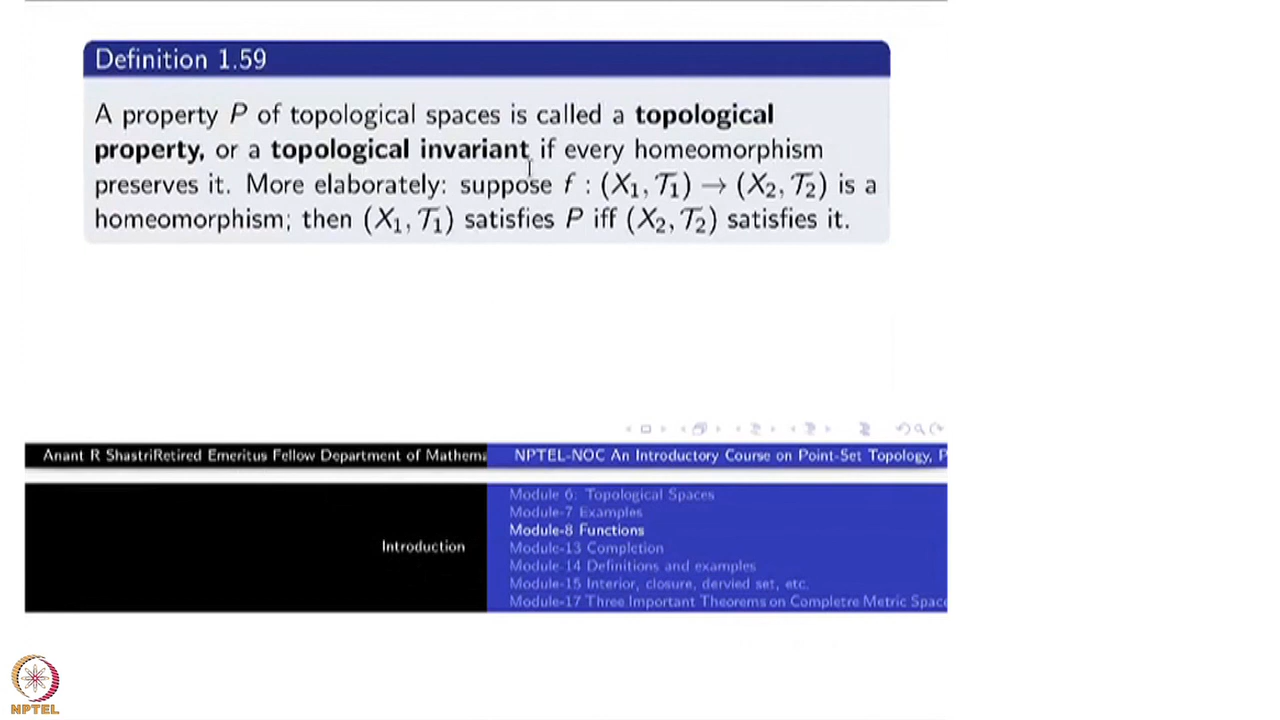 Definition 1.59
A property P of topological spaces is called a topological
property, or a topological invariant if every homeomorphism
preserves it. More elaborately: suppose f : (X₁, 𝒯₁) → (X₂, 𝒯₂) is a
homeomorphism; then (X₁, 𝒯₁) satisfies P iff (X₂, 𝒯₂) satisfies it.
Anant R ShastriRetired Emeritus Fellow Department of Mathema
NPTEL-NOC An Introductory Course on Point-Set Topology, P
Introduction
Module 6: Topological Spaces
Module-7 Examples
Module-8 Functions
Module-13 Completion
Module-14 Definitions and examples
Module-15 Interior, closure, dervied set, etc.
Module-17 Three Important Theorems on Completre Metric Space
NPTEL